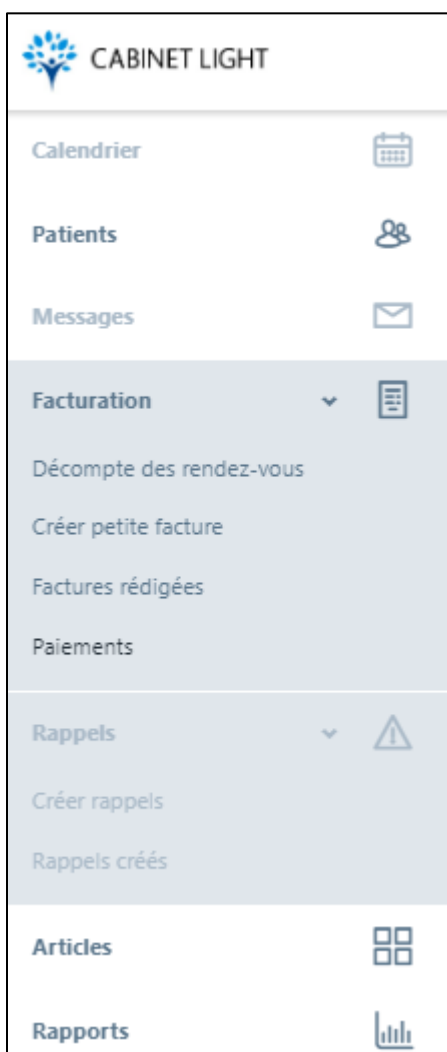 CABINET LIGHT
Calendrier
Patients
Messages
Facturation
Décompte des rendez-vous
Créer petite facture
Factures rédigées
Paiements
Rappels
Créer rappels
Rappels créés
Articles
Rapports